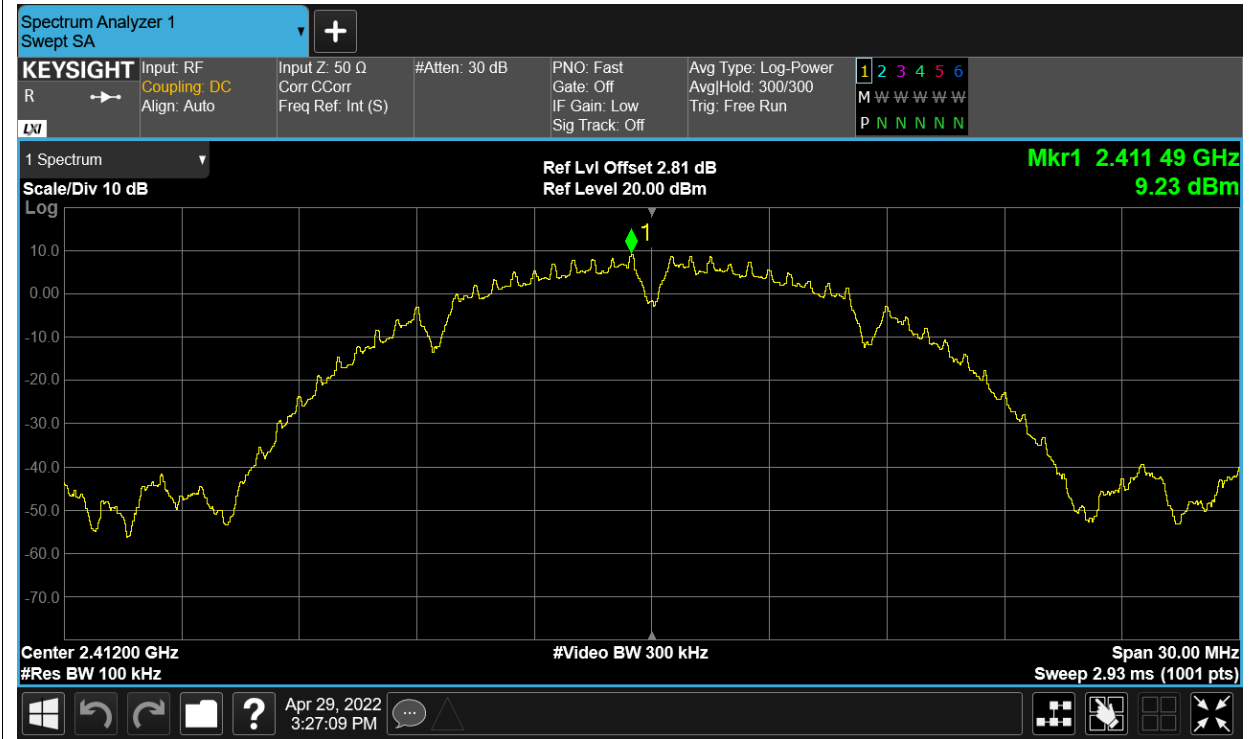 Spectrum Analyzer 1
Swept SA
+
KEYSIGHT
R
LXI
Input: RF
Coupling: DC
Align: Auto
Input Z: 50 Ω
Corr CCorr
Freq Ref: Int (S)
#Atten: 30 dB
PNO: Fast
Gate: Off
IF Gain: Low
Sig Track: Off
Avg Type: Log-Power
Avg|Hold: 300/300
Trig: Free Run
1 2 3 4 5 6
M W W W W W
P N N N N N
1 Spectrum
Scale/Div 10 dB
Ref Lvl Offset 2.81 dB
Ref Level 20.00 dBm
Mkr1 2.411 49 GHz
9.23 dBm
Log
1
10.0
0.00
-10.0
-20.0
-30.0
-40.0
-50.0
-60.0
-70.0
Center 2.41200 GHz
#Res BW 100 kHz
#Video BW 300 kHz
Span 30.00 MHz
Sweep 2.93 ms (1001 pts)
?
Apr 29, 2022
3:27:09 PM